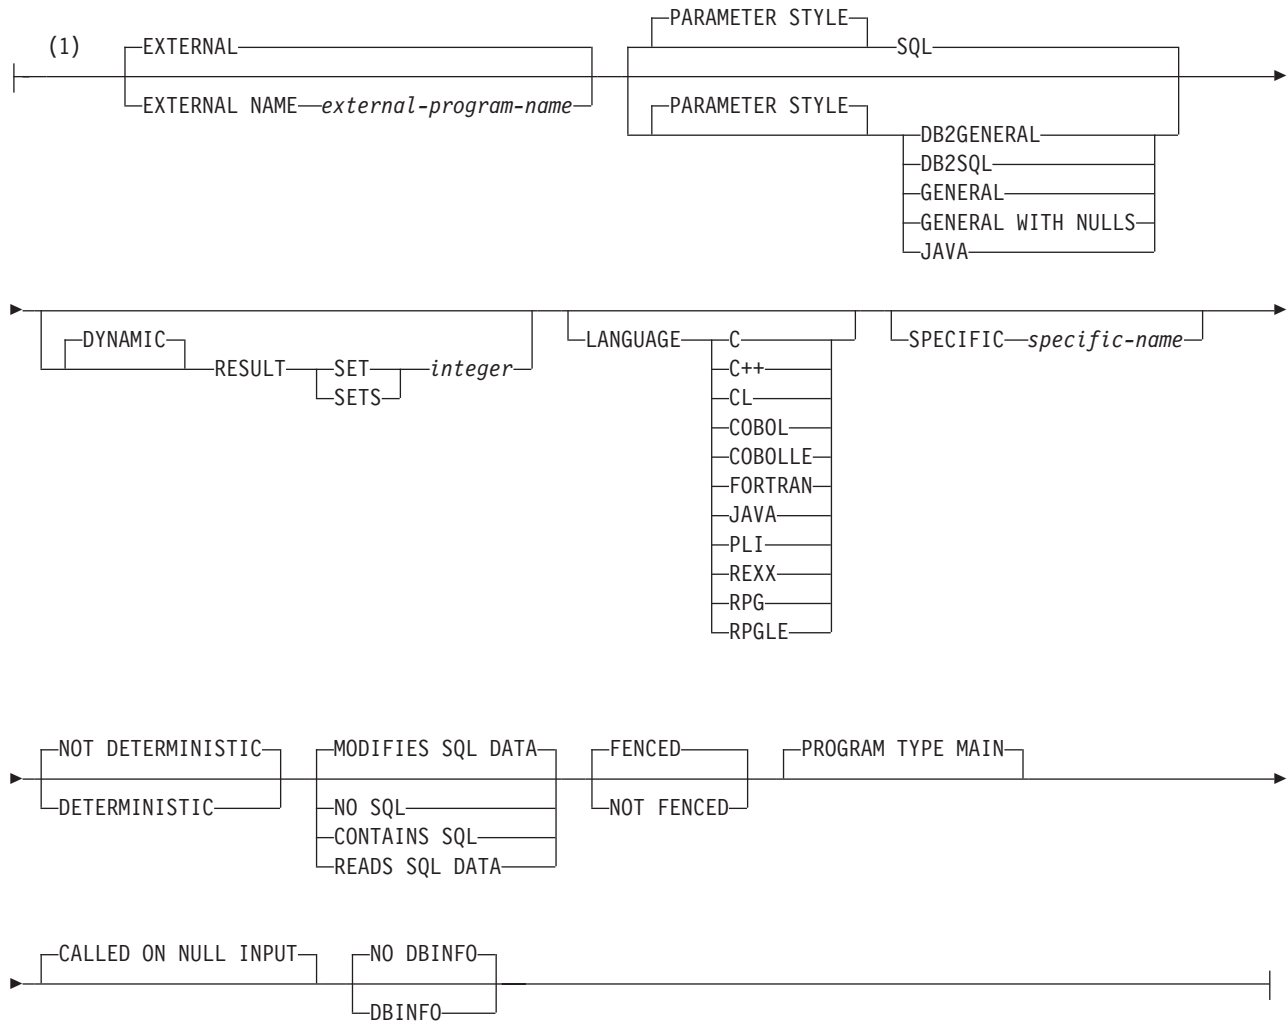 PARAMETER STYLE
(1) EXTERNAL SQL
EXTERNAL NAME external-program-name PARAMETER STYLE
DB2GENERAL
DB2SQL
GENERAL
GENERAL WITH NULLS
JAVA
DYNAMIC LANGUAGE C SPECIFIC specific-name
RESULT SET integer C++
SETS CL
COBOL
COBOLLE
FORTRAN
JAVA
PLI
REXX
RPG
RPGLE
NOT DETERMINISTIC MODIFIES SQL DATA FENCED PROGRAM TYPE MAIN
DETERMINISTIC NO SQL NOT FENCED
CONTAINS SQL
READS SQL DATA
CALLED ON NULL INPUT NO DBINFO
DBINFO